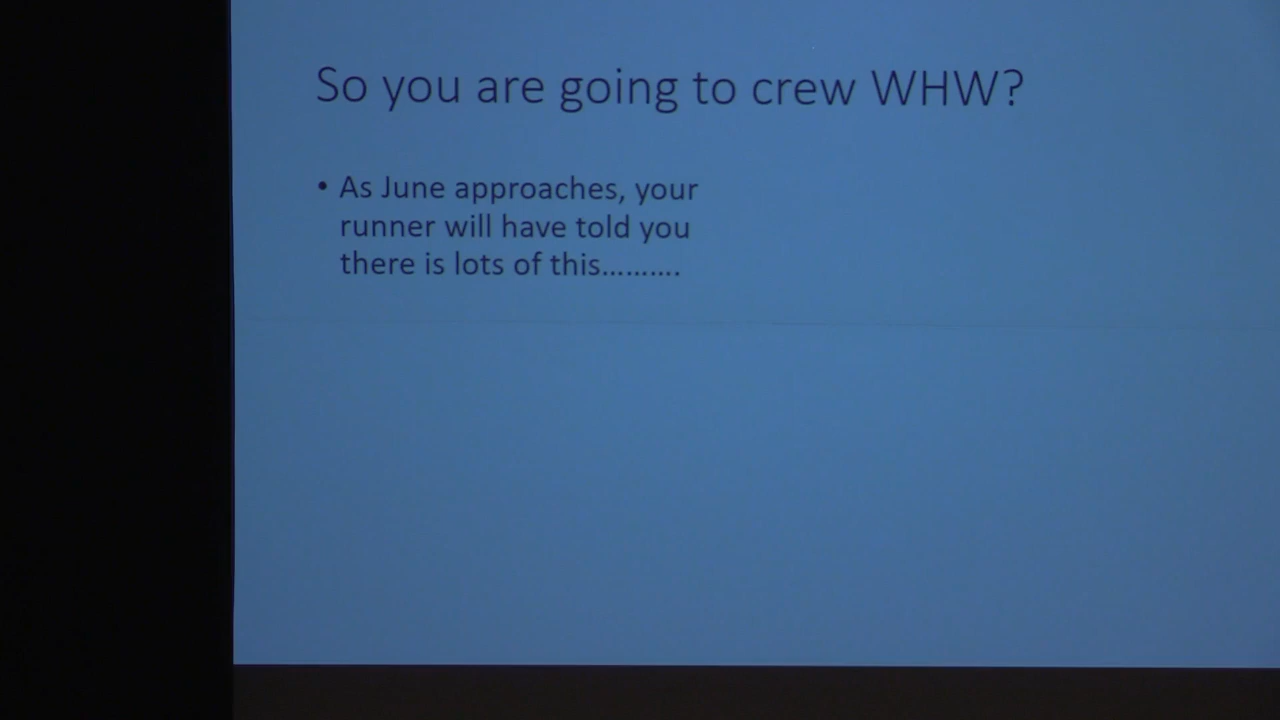 So you are going to crew WHW?
• As June approaches, your
runner will have told you
there is lots of this……….